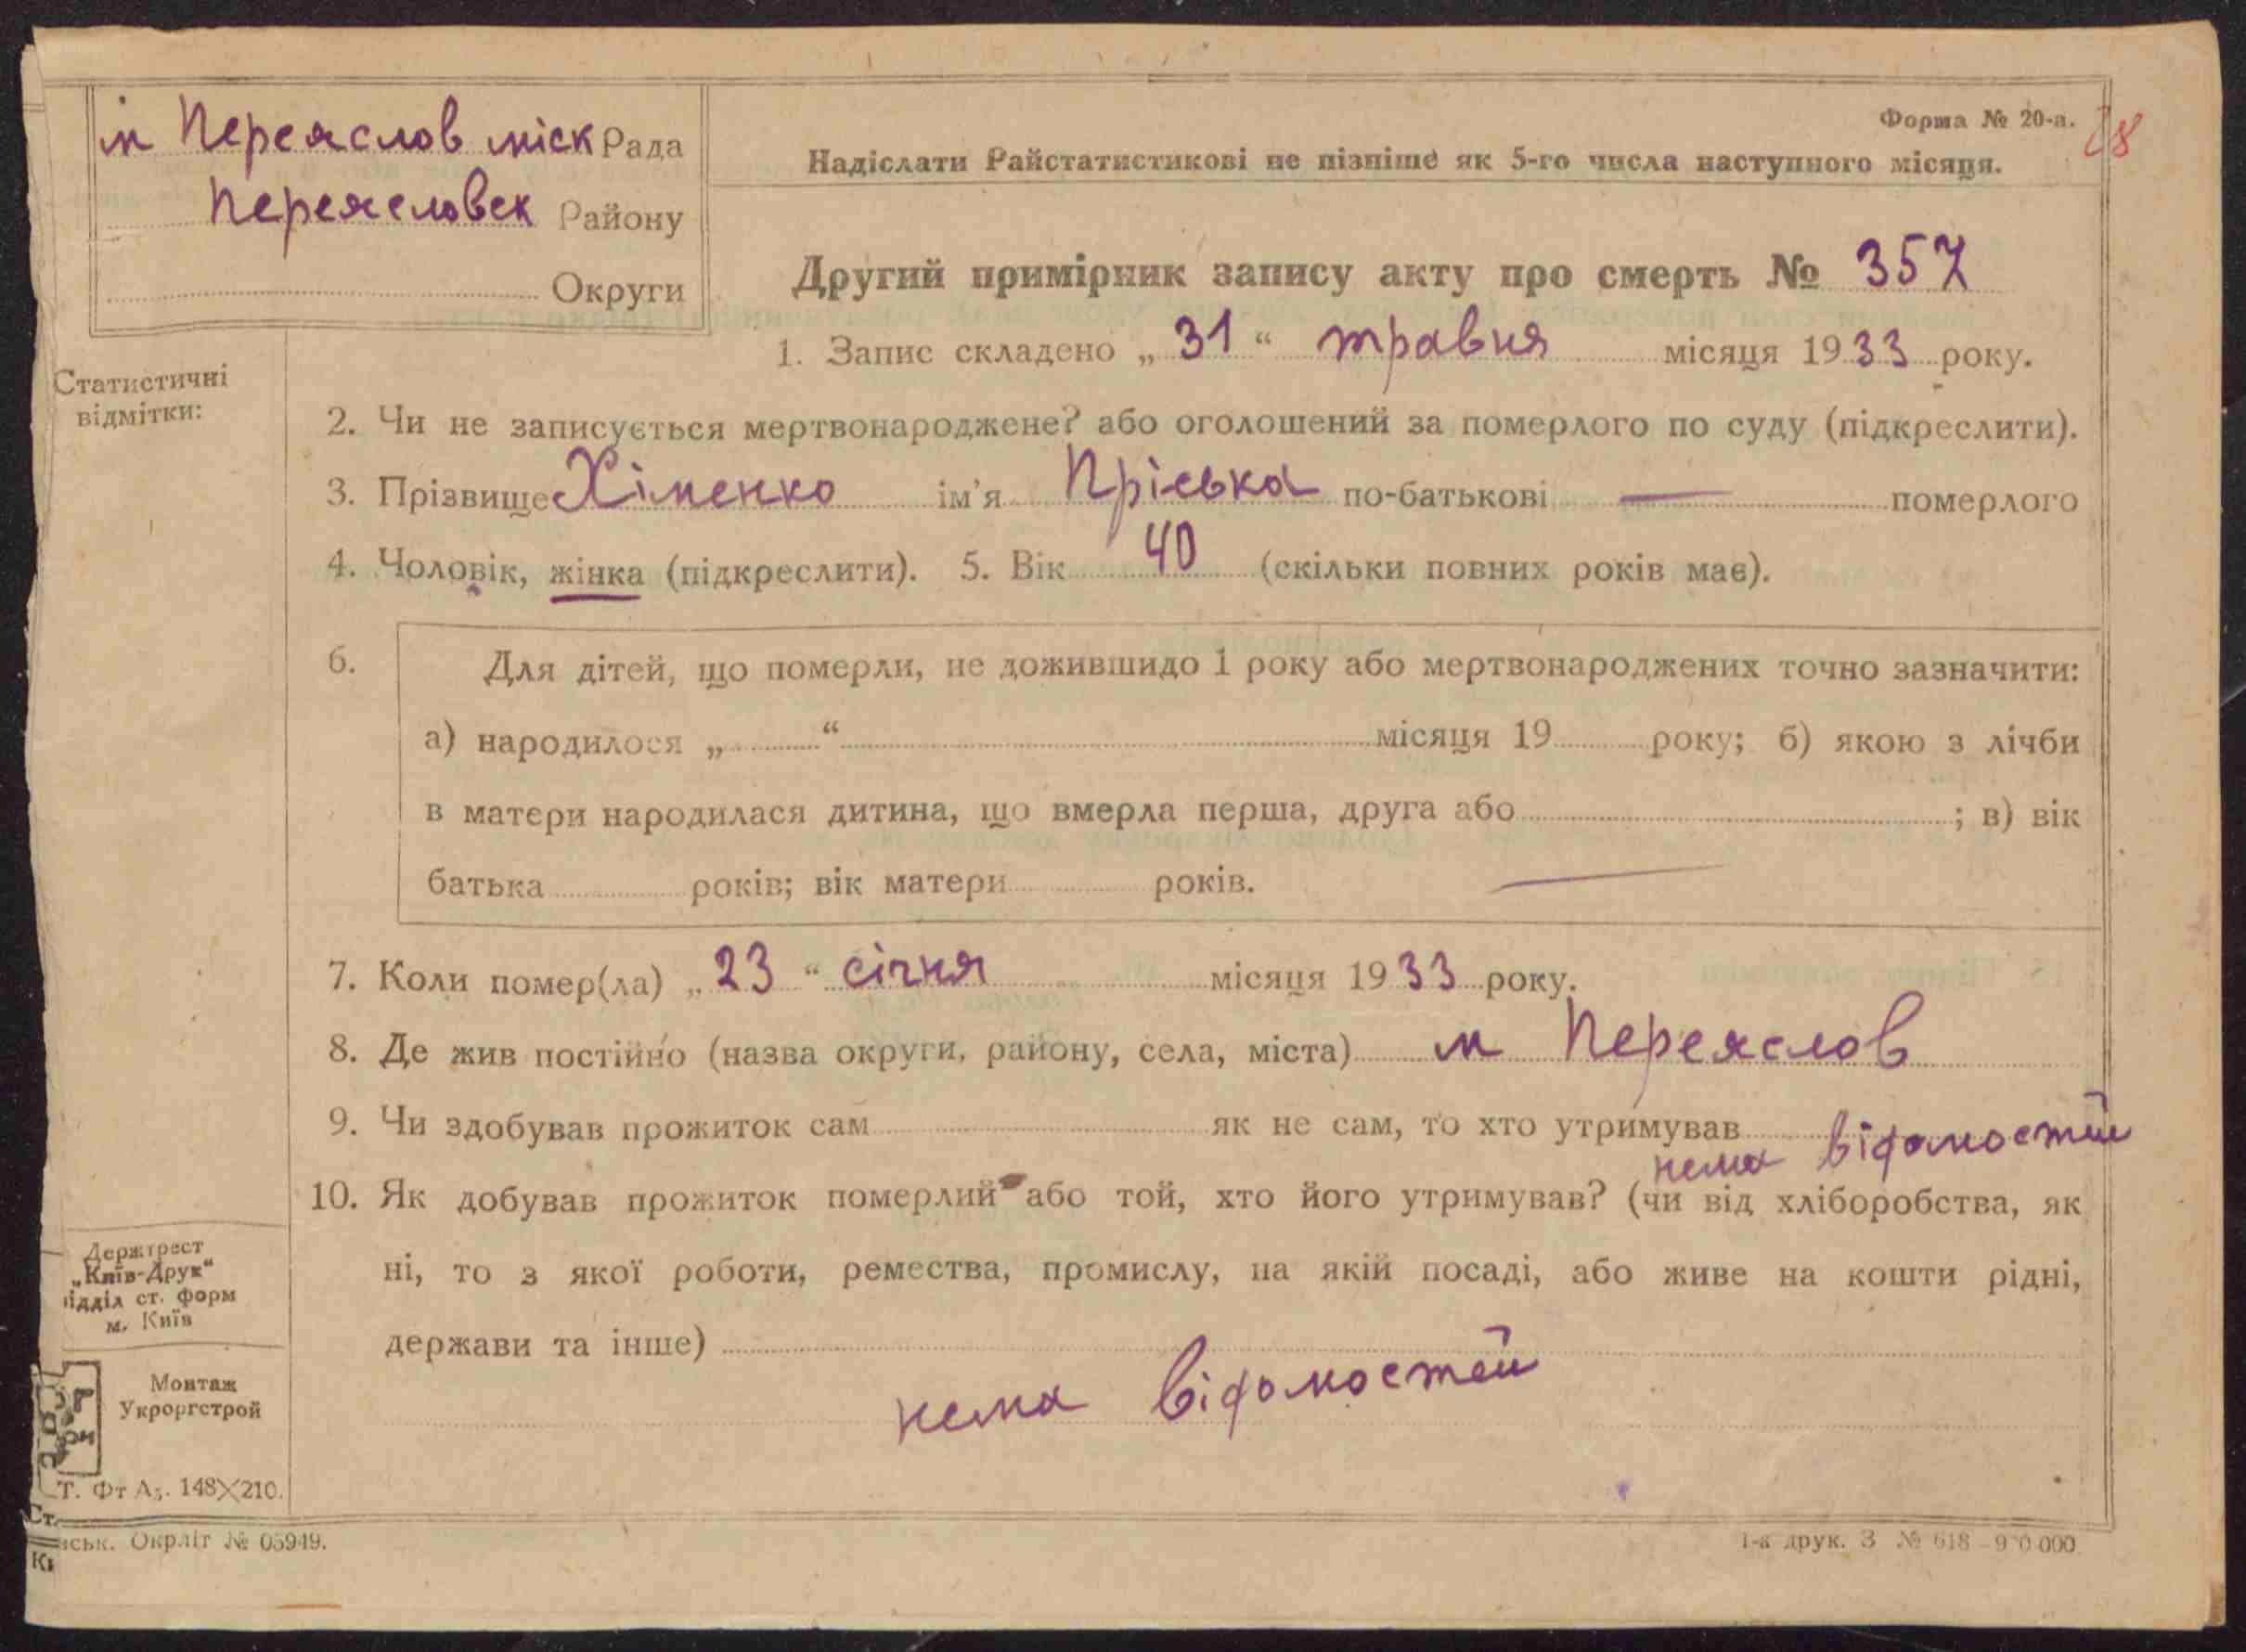 м Переяслов міск Рада
Переясловск Району
Округи
Форма № 20-а.
28
Надіслати Райстатистикові не пізніше як 5-го числа наступного місяця.
Другий примірник запису акту про смерть № 357
1. Запис складено „31“ травня місяця 1933 року.
Статистичні
відмітки:
2. Чи не записується мертвонароджене? або оголошений за померлого по суду (підкреслити).
3. Прізвище Хіменко ім’я Пріська по-батькові — померлого
4. Чоловік, жінка (підкреслити). 5. Вік 40 (скільки повних років має).
6. Для дітей, що померли, не дожившидо 1 року або мертвонароджених точно зазначити:
а) народилося „ “ місяця 19 року; б) якою з лічби
в матери народилася дитина, що вмерла перша, друга або ; в) вік
батька років; вік матери років. —
7. Коли помер(ла) „23“ січня місяця 1933 року.
8. Де жив постійно (назва округи, району, села, міста) м Переяслов
9. Чи здобував прожиток сам як не сам, то хто утримував
нема відомостей
10. Як добував прожиток померлий або той, хто його утримував? (чи від хліборобства, як
ні, то з якої роботи, ремества, промислу, на якій посаді, або живе на кошти рідні,
держави та інше)
нема відомостей
Держтрест
„Київ-Друк“
відділ ст. форм
м. Київ
Монтаж
Укроргстрой
Т. Фт А5. 148×210.
Ст.
ськ. Окрліт № 05949.
Кі
1-а друк. З № 618